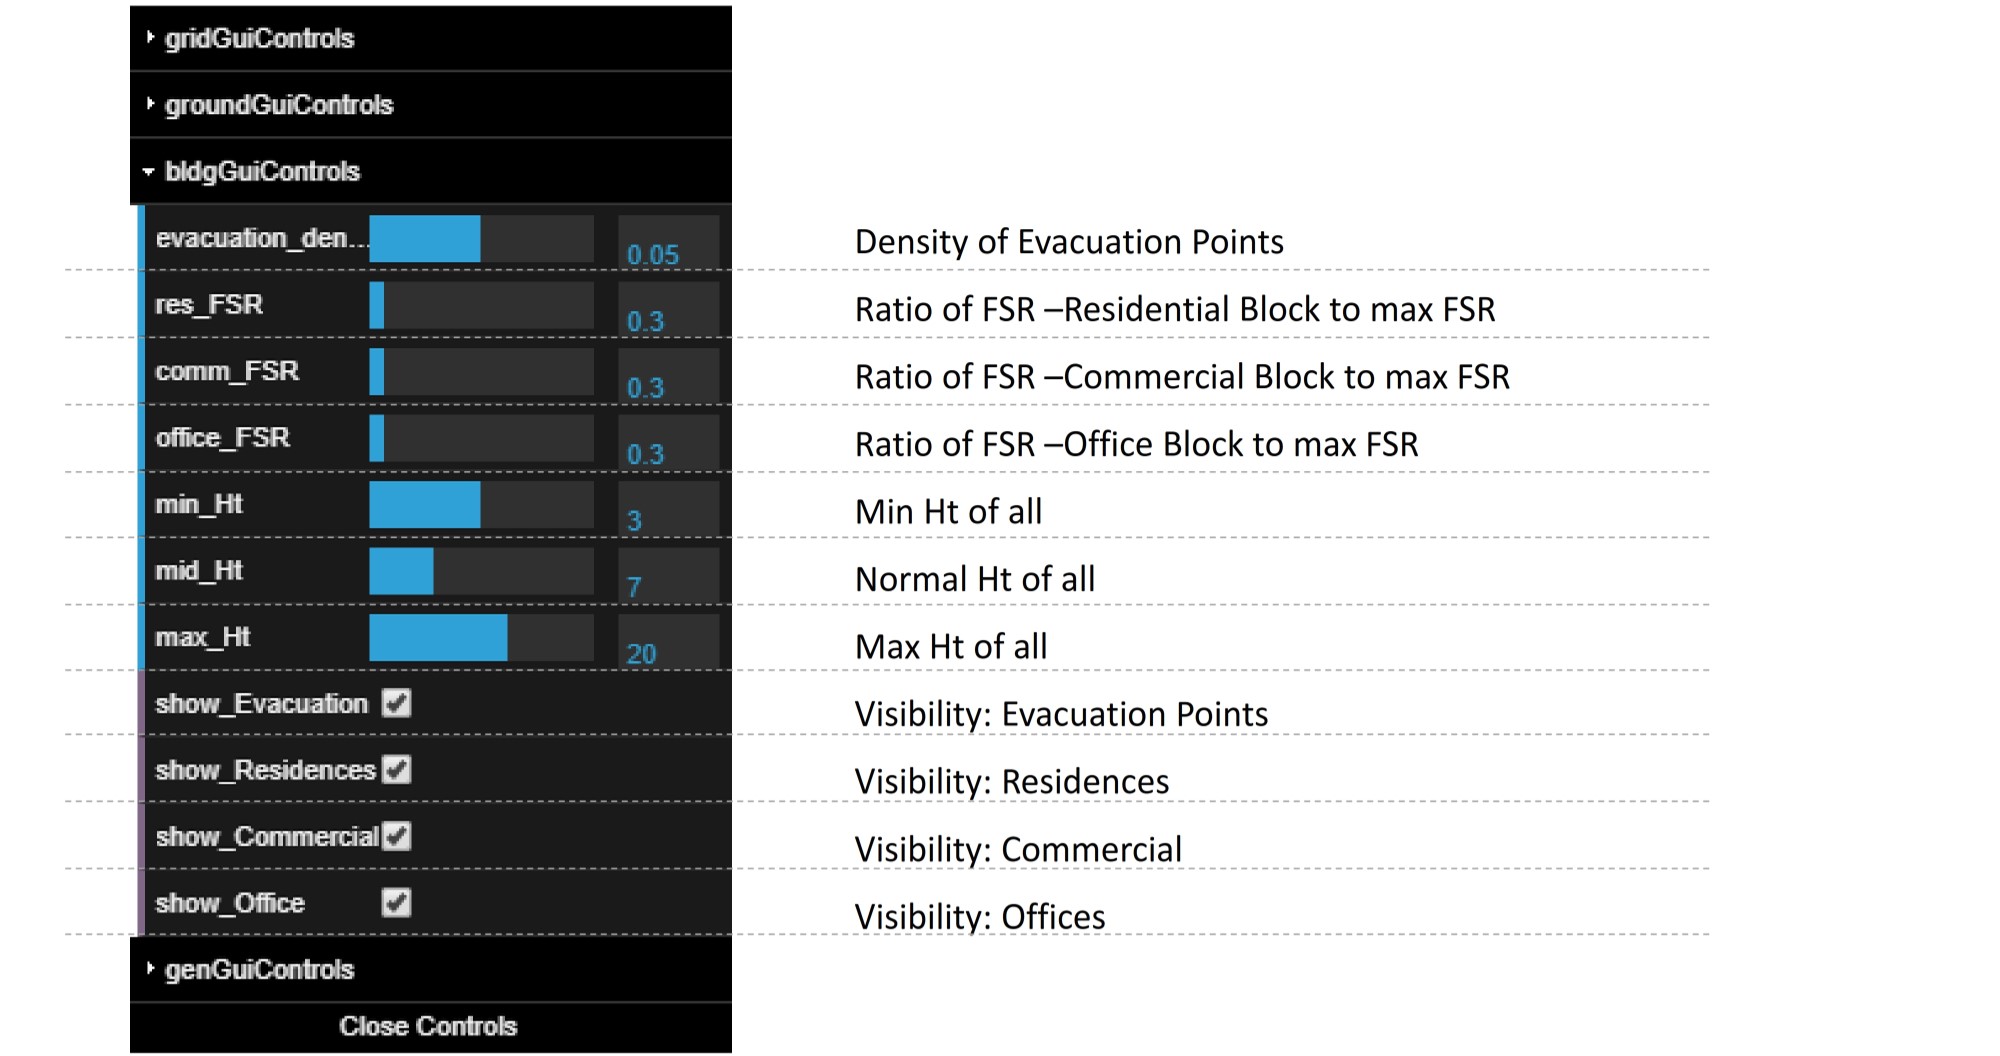 gridGuiControls
groundGuiControls
bldgGuiControls
evacuation_den... 0.05 Density of Evacuation Points
res_FSR 0.3 Ratio of FSR –Residential Block to max FSR
comm_FSR 0.3 Ratio of FSR –Commercial Block to max FSR
office_FSR 0.3 Ratio of FSR –Office Block to max FSR
min_Ht 3 Min Ht of all
mid_Ht 7 Normal Ht of all
max_Ht 20 Max Ht of all
show_Evacuation Visibility: Evacuation Points
show_Residences Visibility: Residences
show_Commercial Visibility: Commercial
show_Office Visibility: Offices
genGuiControls
Close Controls